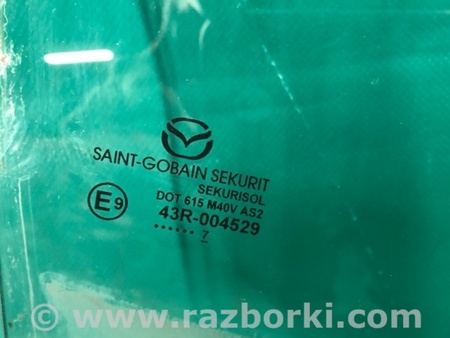 SAINT-GOBAIN SEKURIT
SEKURISOL
DOT 615 M40V AS2
E9
43R-004529
...... 7
© www.razborki.com